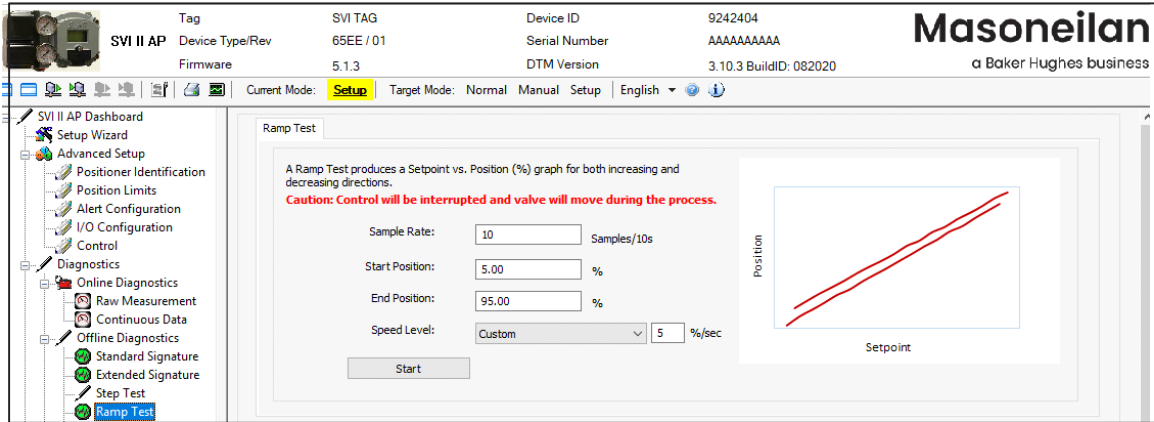 Tag SVI TAG Device ID 9242404
SVI II AP Device Type/Rev 65EE / 01 Serial Number AAAAAAAAAA
Firmware 5.1.3 DTM Version 3.10.3 BuildID: 082020
Masoneilan
a Baker Hughes business
Current Mode: Setup Target Mode: Normal Manual Setup English
SVI II AP Dashboard
Setup Wizard
Advanced Setup
Positioner Identification
Position Limits
Alert Configuration
I/O Configuration
Control
Diagnostics
Online Diagnostics
Raw Measurement
Continuous Data
Offline Diagnostics
Standard Signature
Extended Signature
Step Test
Ramp Test
Ramp Test
A Ramp Test produces a Setpoint vs. Position (%) graph for both increasing and
decreasing directions.
Caution: Control will be interrupted and valve will move during the process.
Sample Rate: 10 Samples/10s
Start Position: 5.00 %
End Position: 95.00 %
Speed Level: Custom 5 %/sec
Start
Position
Setpoint